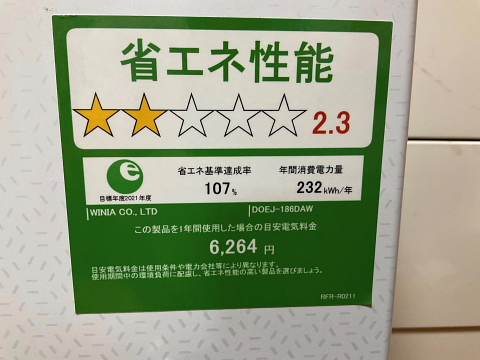 省エネ性能
2.3
e
省エネ基準達成率
年間消費電力量
107%
232kWh/年
目標年度2021年度
WINIA CO., LTD
DOEJ-186DAW
この製品を1年間使用した場合の目安電気料金
6,264 円
目安電気料金は使用条件や電力会社等により異なります。
使用期間中の環境負荷に配慮し、省エネ性能の高い製品を選びましょう。
RFR-R0211